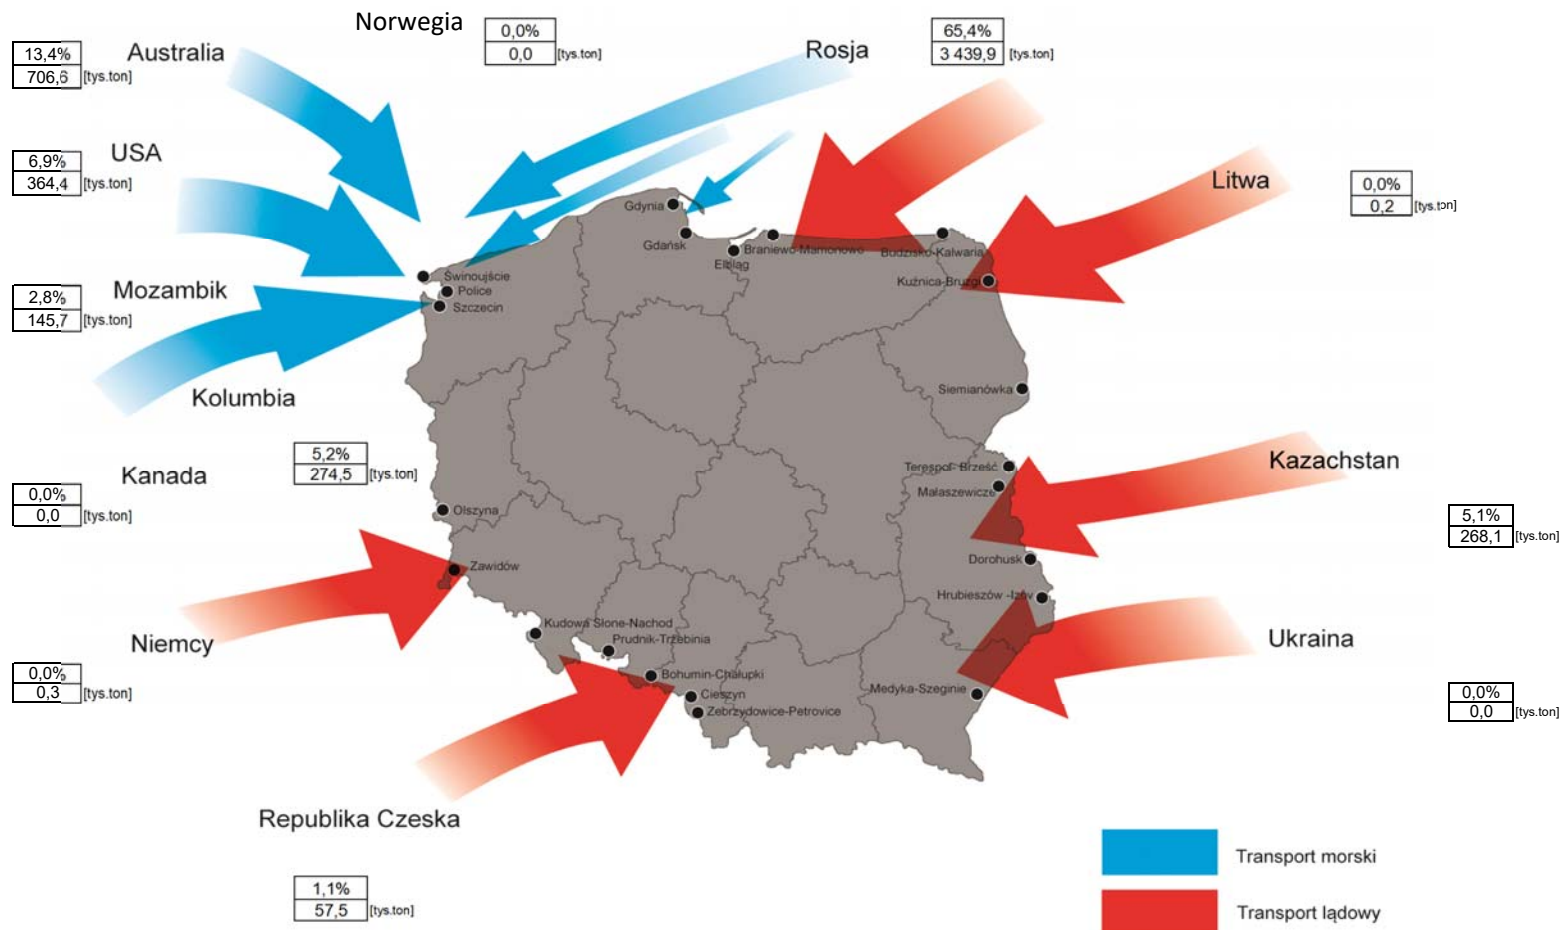 Norwegia
0,0%
0,0 [tys.ton]
Rosja
65,4%
3 439,9 [tys.ton]
13,4%
706,6 [tys.ton]
Australia
6,9%
364,4 [tys.ton]
USA
Litwa
0,0%
0,2 [tys.ton]
2,8%
145,7 [tys.ton]
Mozambik
Kolumbia
5,2%
274,5 [tys.ton]
Kanada
0,0%
0,0 [tys.ton]
Kazachstan
5,1%
268,1 [tys.ton]
Niemcy
0,0%
0,3 [tys.ton]
Ukraina
0,0%
0,0 [tys.ton]
Republika Czeska
1,1%
57,5 [tys.ton]
Gdynia
Gdańsk
Elbląg
Braniewo-Mamonowo
Budzisko-Kalwaria
Kuźnica-Bruzgi
Świnoujście
Police
Szczecin
Siemianówka
Terespol- Brześć
Małaszewicze
Olszyna
Zawidów
Dorohusk
Hrubieszów -Izów
Kudowa Słone-Nachod
Prudnik-Trzebinia
Bohumin-Chałupki
Cieszyn
Zebrzydowice-Petrovice
Medyka-Szeginie
Transport morski
Transport lądowy